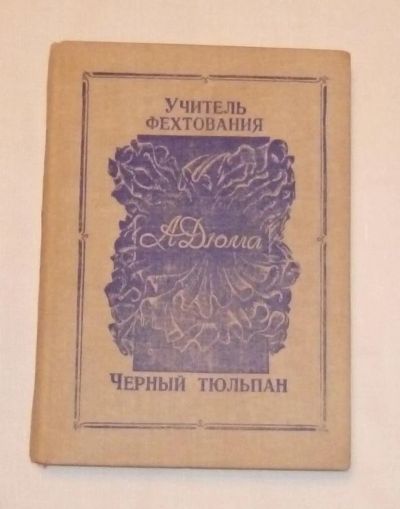 Учитель
фехтования
А Дюма
Черный тюльпан